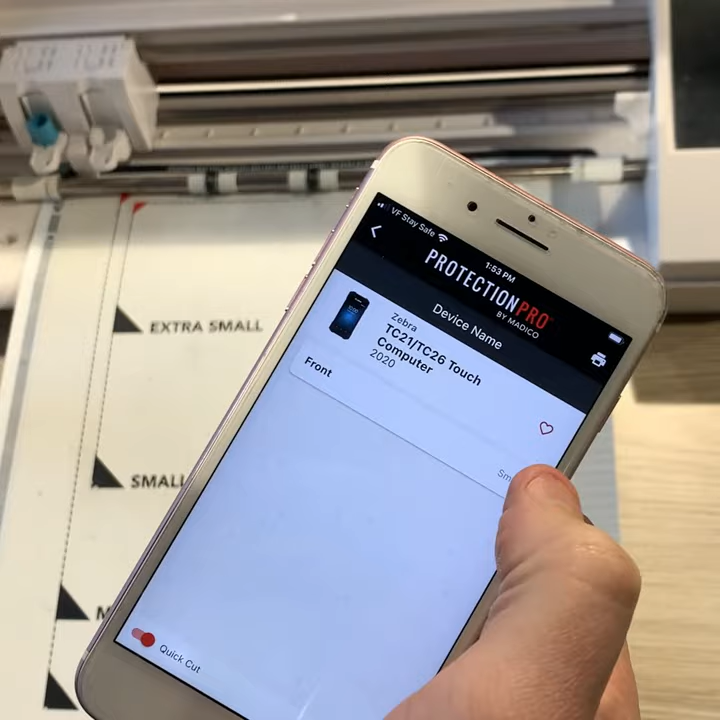 VF Stay Safe
1:53 PM
PROTECTIONPRO
BY MADICO
Device Name
Zebra
TC21/TC26 Touch
Computer
2020
Front
Quick Cut
EXTRA SMALL
SMALL